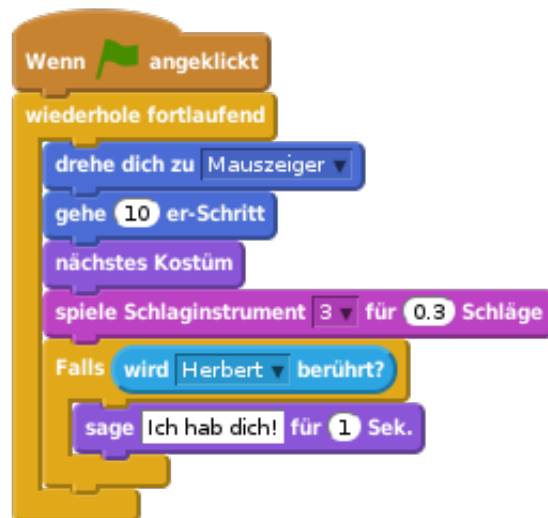 Wenn angeklickt
wiederhole fortlaufend
drehe dich zu Mauszeiger
gehe 10 er-Schritt
nächstes Kostüm
spiele Schlaginstrument 3 für 0.3 Schläge
Falls wird Herbert berührt?
sage Ich hab dich! für 1 Sek.